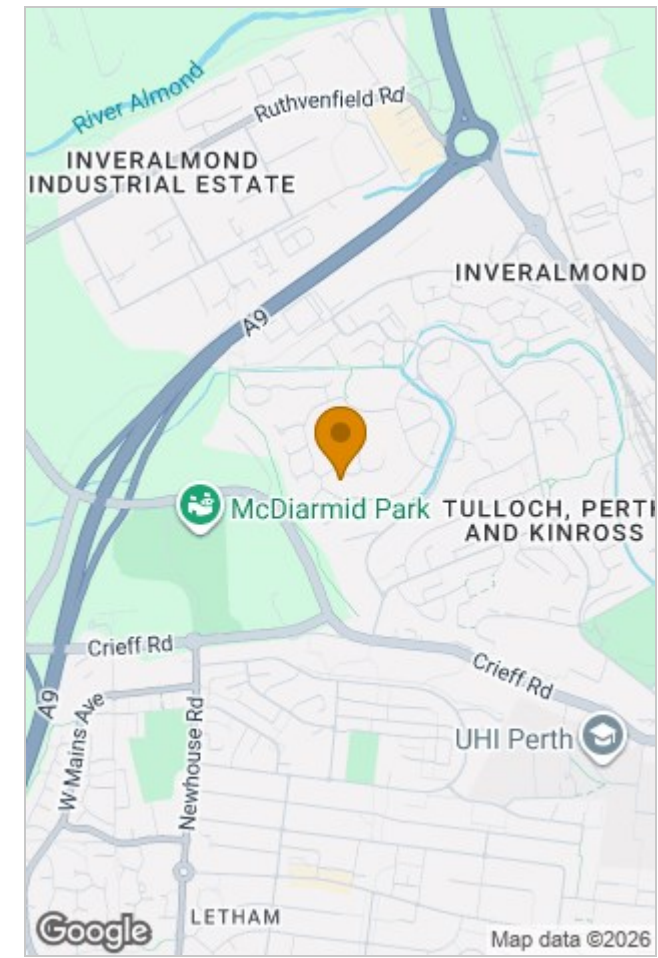 River Almond
Ruthvenfield Rd
INVERALMOND
INDUSTRIAL ESTATE
INVERALMOND
A9
McDiarmid Park
TULLOCH, PERTH
AND KINROSS
Crieff Rd
Crieff Rd
A9
W Mains Ave
Newhouse Rd
UHI Perth
LETHAM
Google
Map data ©2026